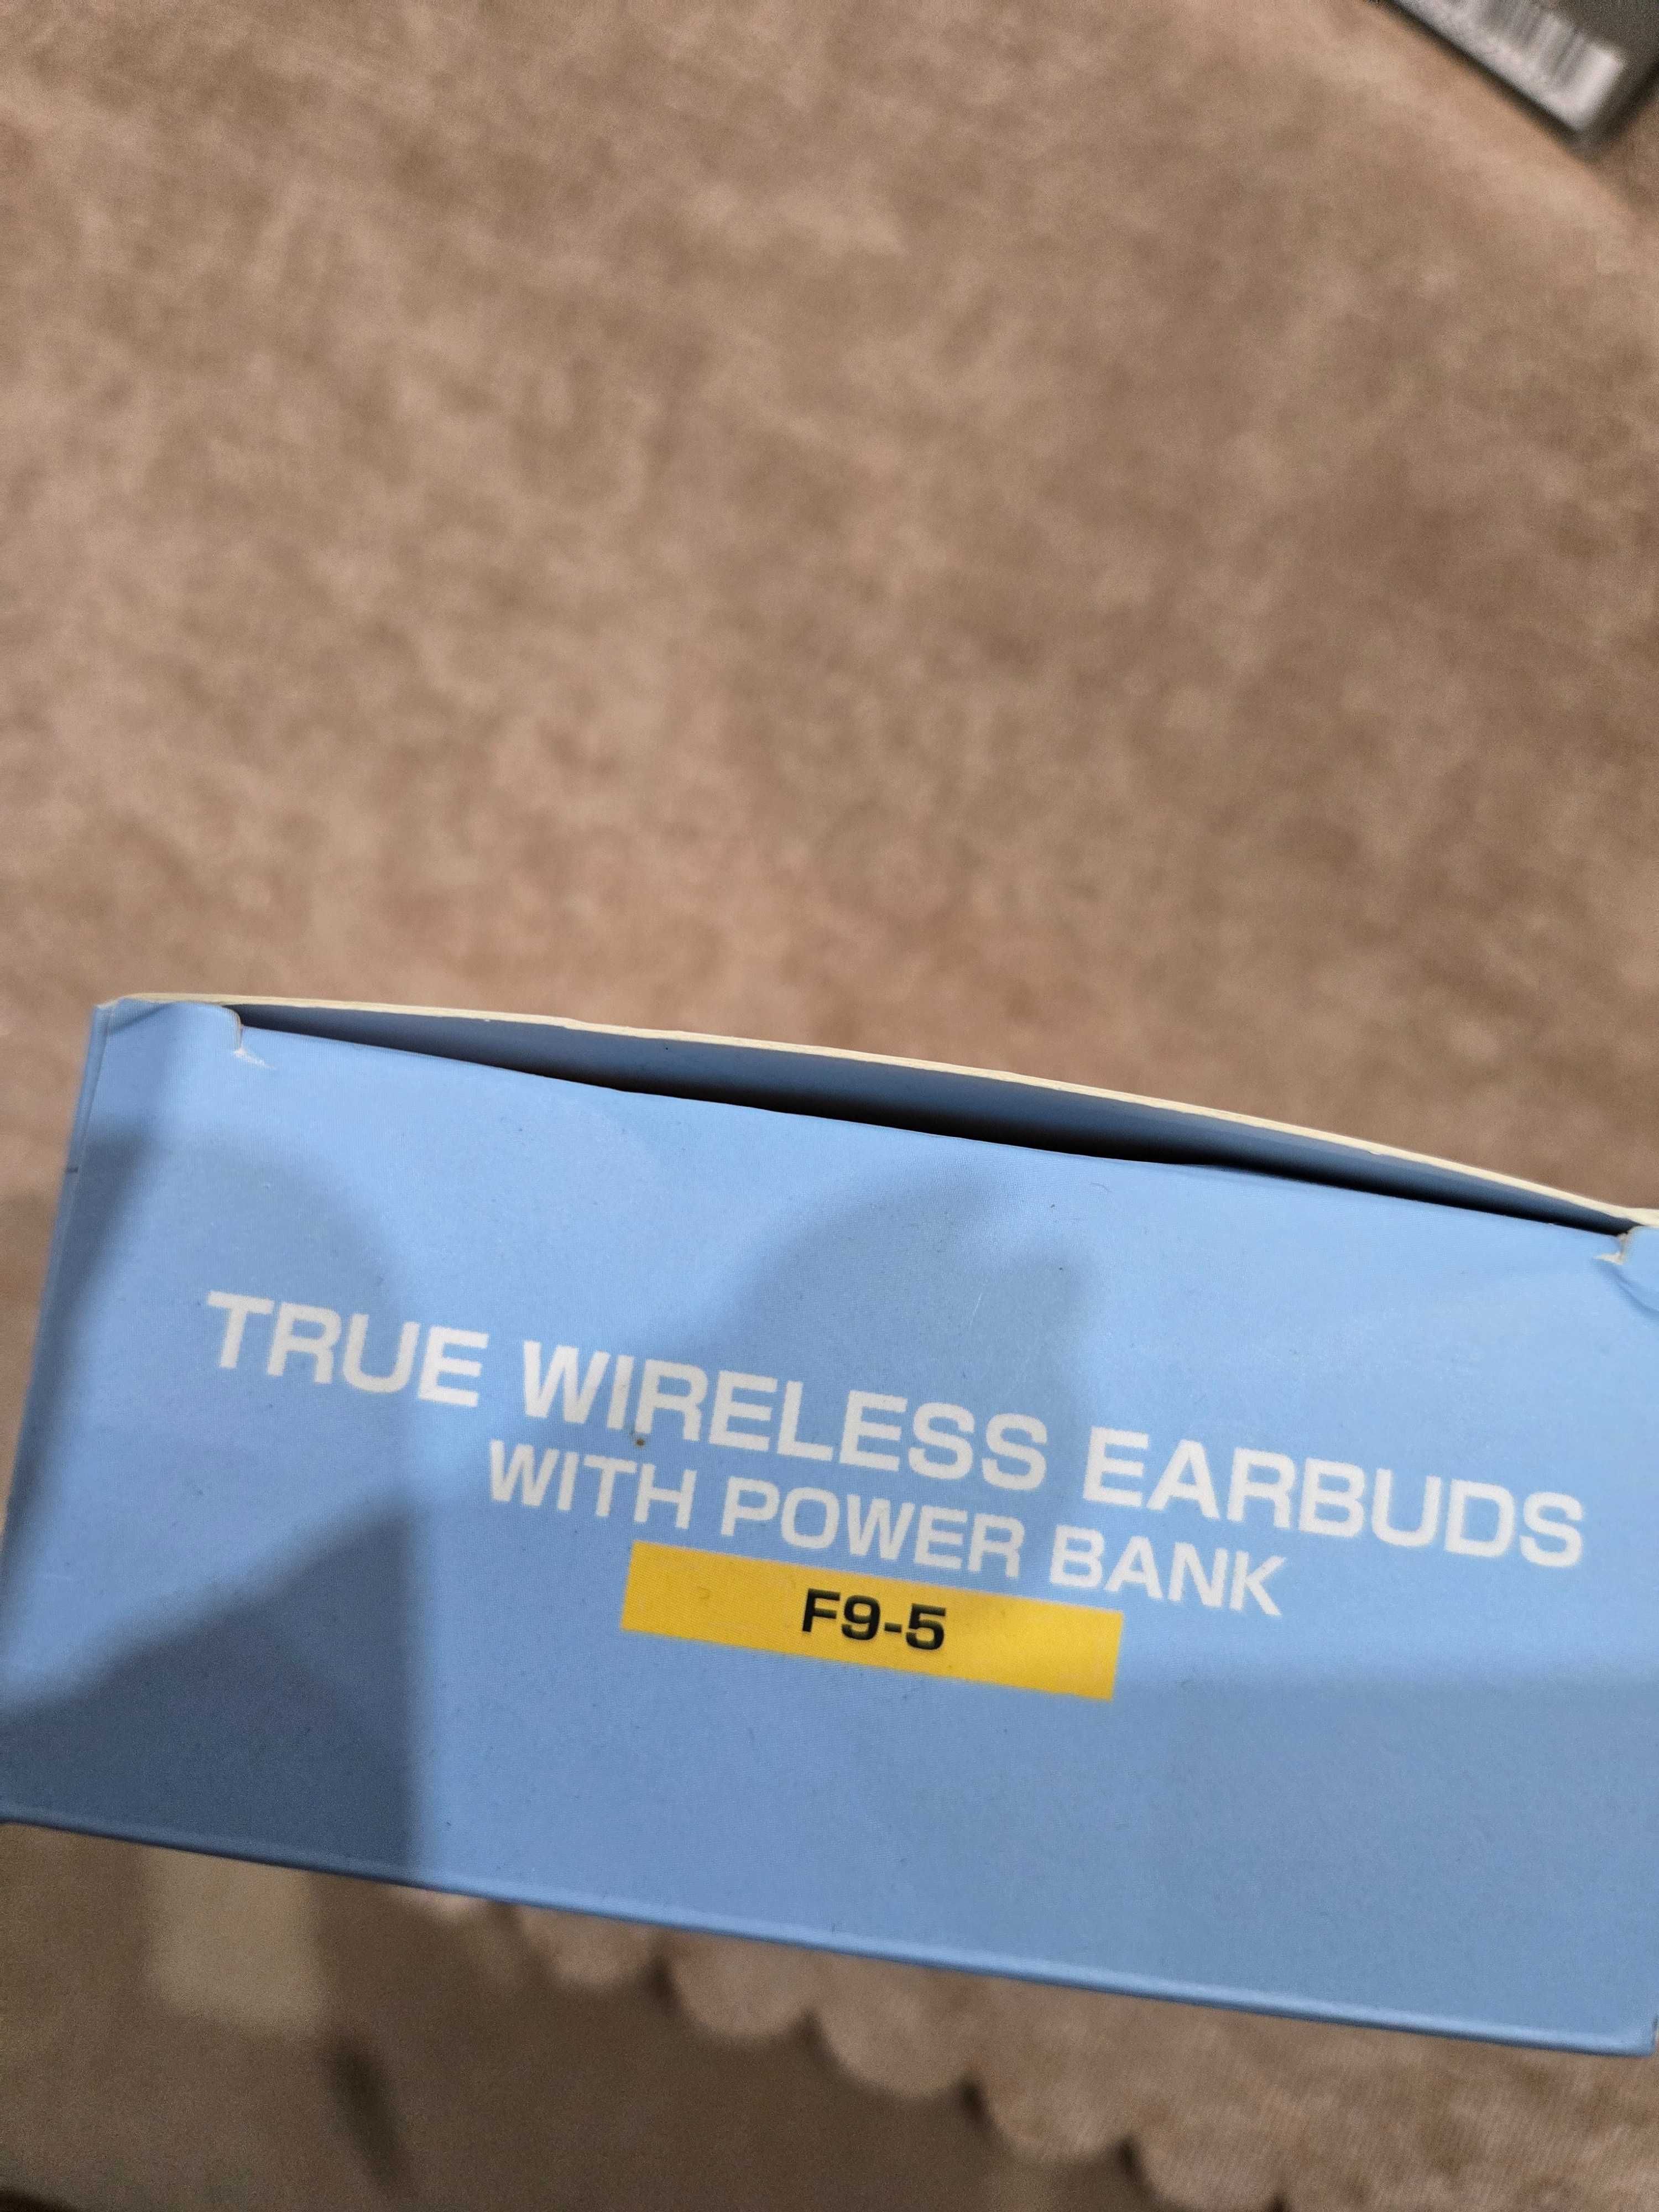 TRUE WIRELESS EARBUDS
WITH POWER BANK
F9-5